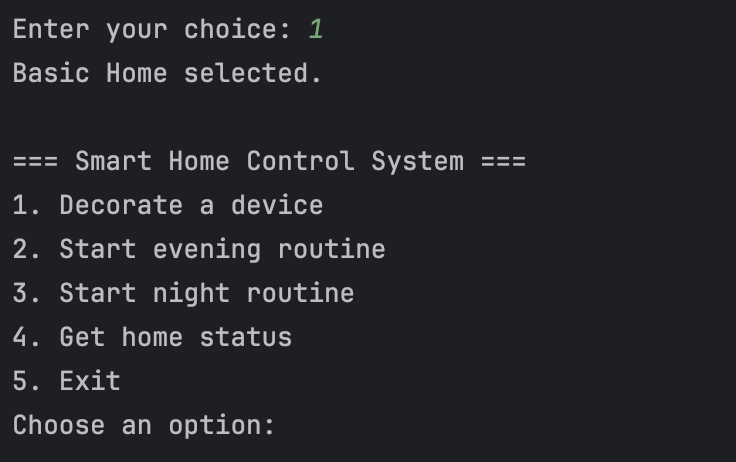 Enter your choice: 1
Basic Home selected.
=== Smart Home Control System ===
1. Decorate a device
2. Start evening routine
3. Start night routine
4. Get home status
5. Exit
Choose an option: